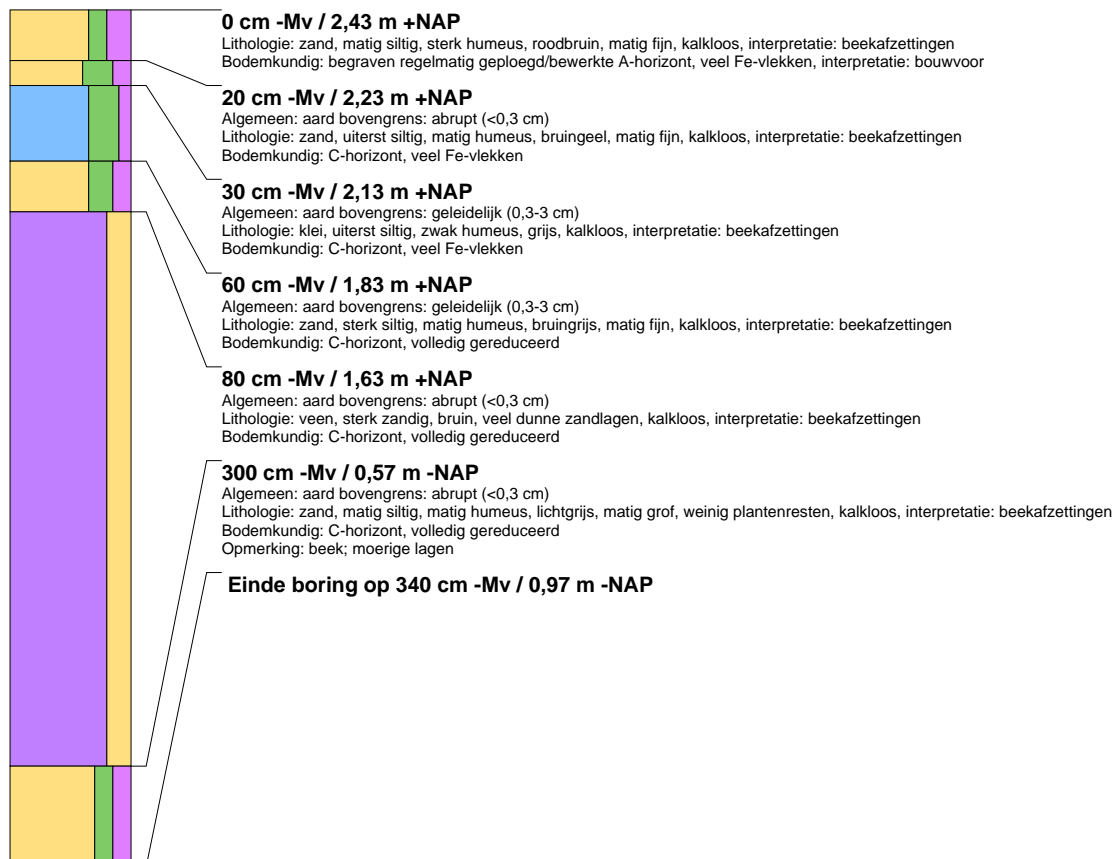 0 cm -Mv / 2,43 m +NAP
Lithologie: zand, matig siltig, sterk humeus, roodbruin, matig fijn, kalkloos, interpretatie: beekafzettingen
Bodemkundig: begraven regelmatig geploegd/bewerkte A-horizont, veel Fe-vlekken, interpretatie: bouwvoor
20 cm -Mv / 2,23 m +NAP
Algemeen: aard bovengrens: abrupt (<0,3 cm)
Lithologie: zand, uiterst siltig, matig humeus, bruingeel, matig fijn, kalkloos, interpretatie: beekafzettingen
Bodemkundig: C-horizont, veel Fe-vlekken
30 cm -Mv / 2,13 m +NAP
Algemeen: aard bovengrens: geleidelijk (0,3-3 cm)
Lithologie: klei, uiterst siltig, zwak humeus, grijs, kalkloos, interpretatie: beekafzettingen
Bodemkundig: C-horizont, veel Fe-vlekken
60 cm -Mv / 1,83 m +NAP
Algemeen: aard bovengrens: geleidelijk (0,3-3 cm)
Lithologie: zand, sterk siltig, matig humeus, bruingrijs, matig fijn, kalkloos, interpretatie: beekafzettingen
Bodemkundig: C-horizont, volledig gereduceerd
80 cm -Mv / 1,63 m +NAP
Algemeen: aard bovengrens: abrupt (<0,3 cm)
Lithologie: veen, sterk zandig, bruin, veel dunne zandlagen, kalkloos, interpretatie: beekafzettingen
Bodemkundig: C-horizont, volledig gereduceerd
300 cm -Mv / 0,57 m -NAP
Algemeen: aard bovengrens: abrupt (<0,3 cm)
Lithologie: zand, matig siltig, matig humeus, lichtgrijs, matig grof, weinig plantenresten, kalkloos, interpretatie: beekafzettingen
Bodemkundig: C-horizont, volledig gereduceerd
Opmerking: beek; moerige lagen
Einde boring op 340 cm -Mv / 0,97 m -NAP